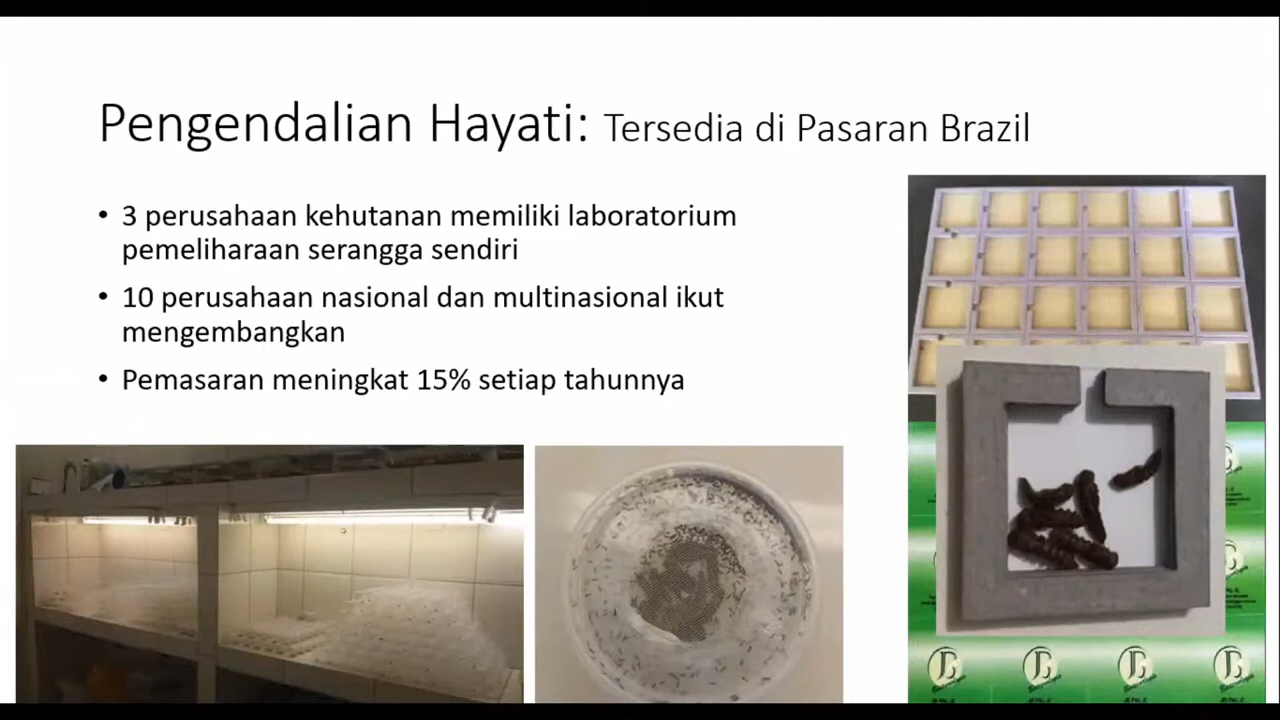 Pengendalian Hayati: Tersedia di Pasaran Brazil
• 3 perusahaan kehutanan memiliki laboratorium
pemeliharaan serangga sendiri
• 10 perusahaan nasional dan multinasional ikut
mengembangkan
• Pemasaran meningkat 15% setiap tahunnya